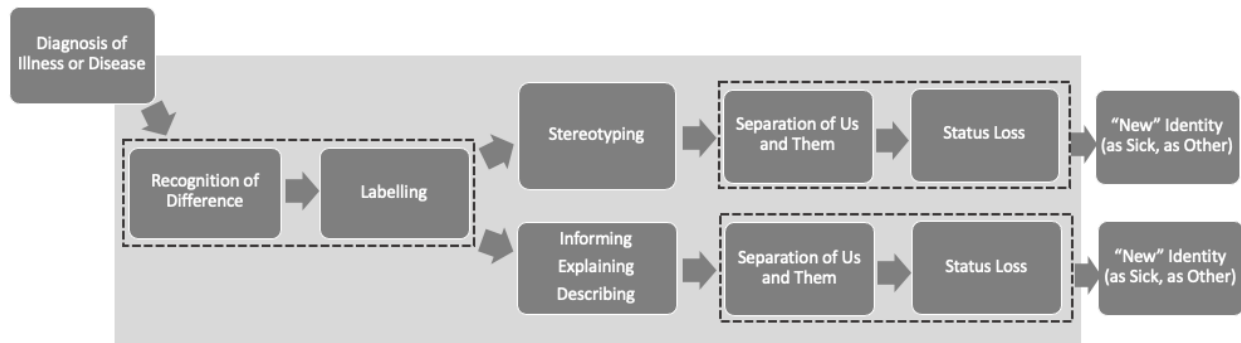 Diagnosis of
Illness or Disease
Recognition of
Difference
Labelling
Stereotyping
Separation of Us
and Them
Status Loss
“New” Identity
(as Sick, as Other)
Informing
Explaining
Describing
Separation of Us
and Them
Status Loss
“New” Identity
(as Sick, as Other)